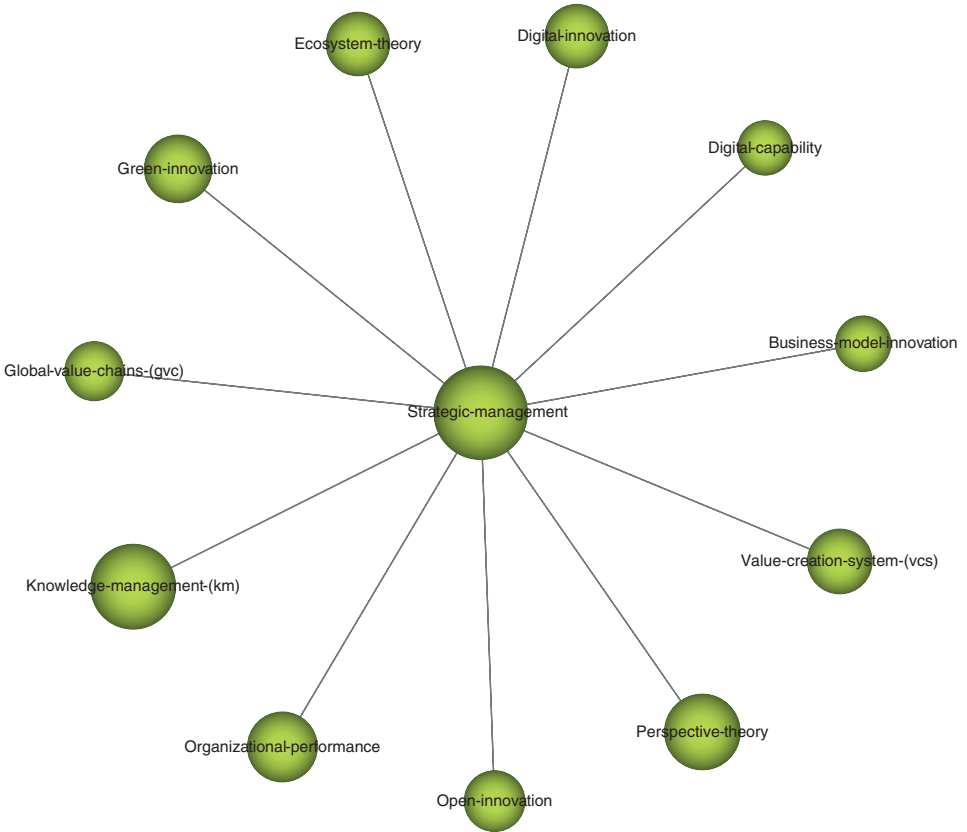 Digital-innovation
Ecosystem-theory
Digital-capability
Green-innovation
Business-model-innovation
Global-value-chains-(gvc)
Strategic-management
Value-creation-system-(vcs)
Knowledge-management-(km)
Perspective-theory
Organizational-performance
Open-innovation